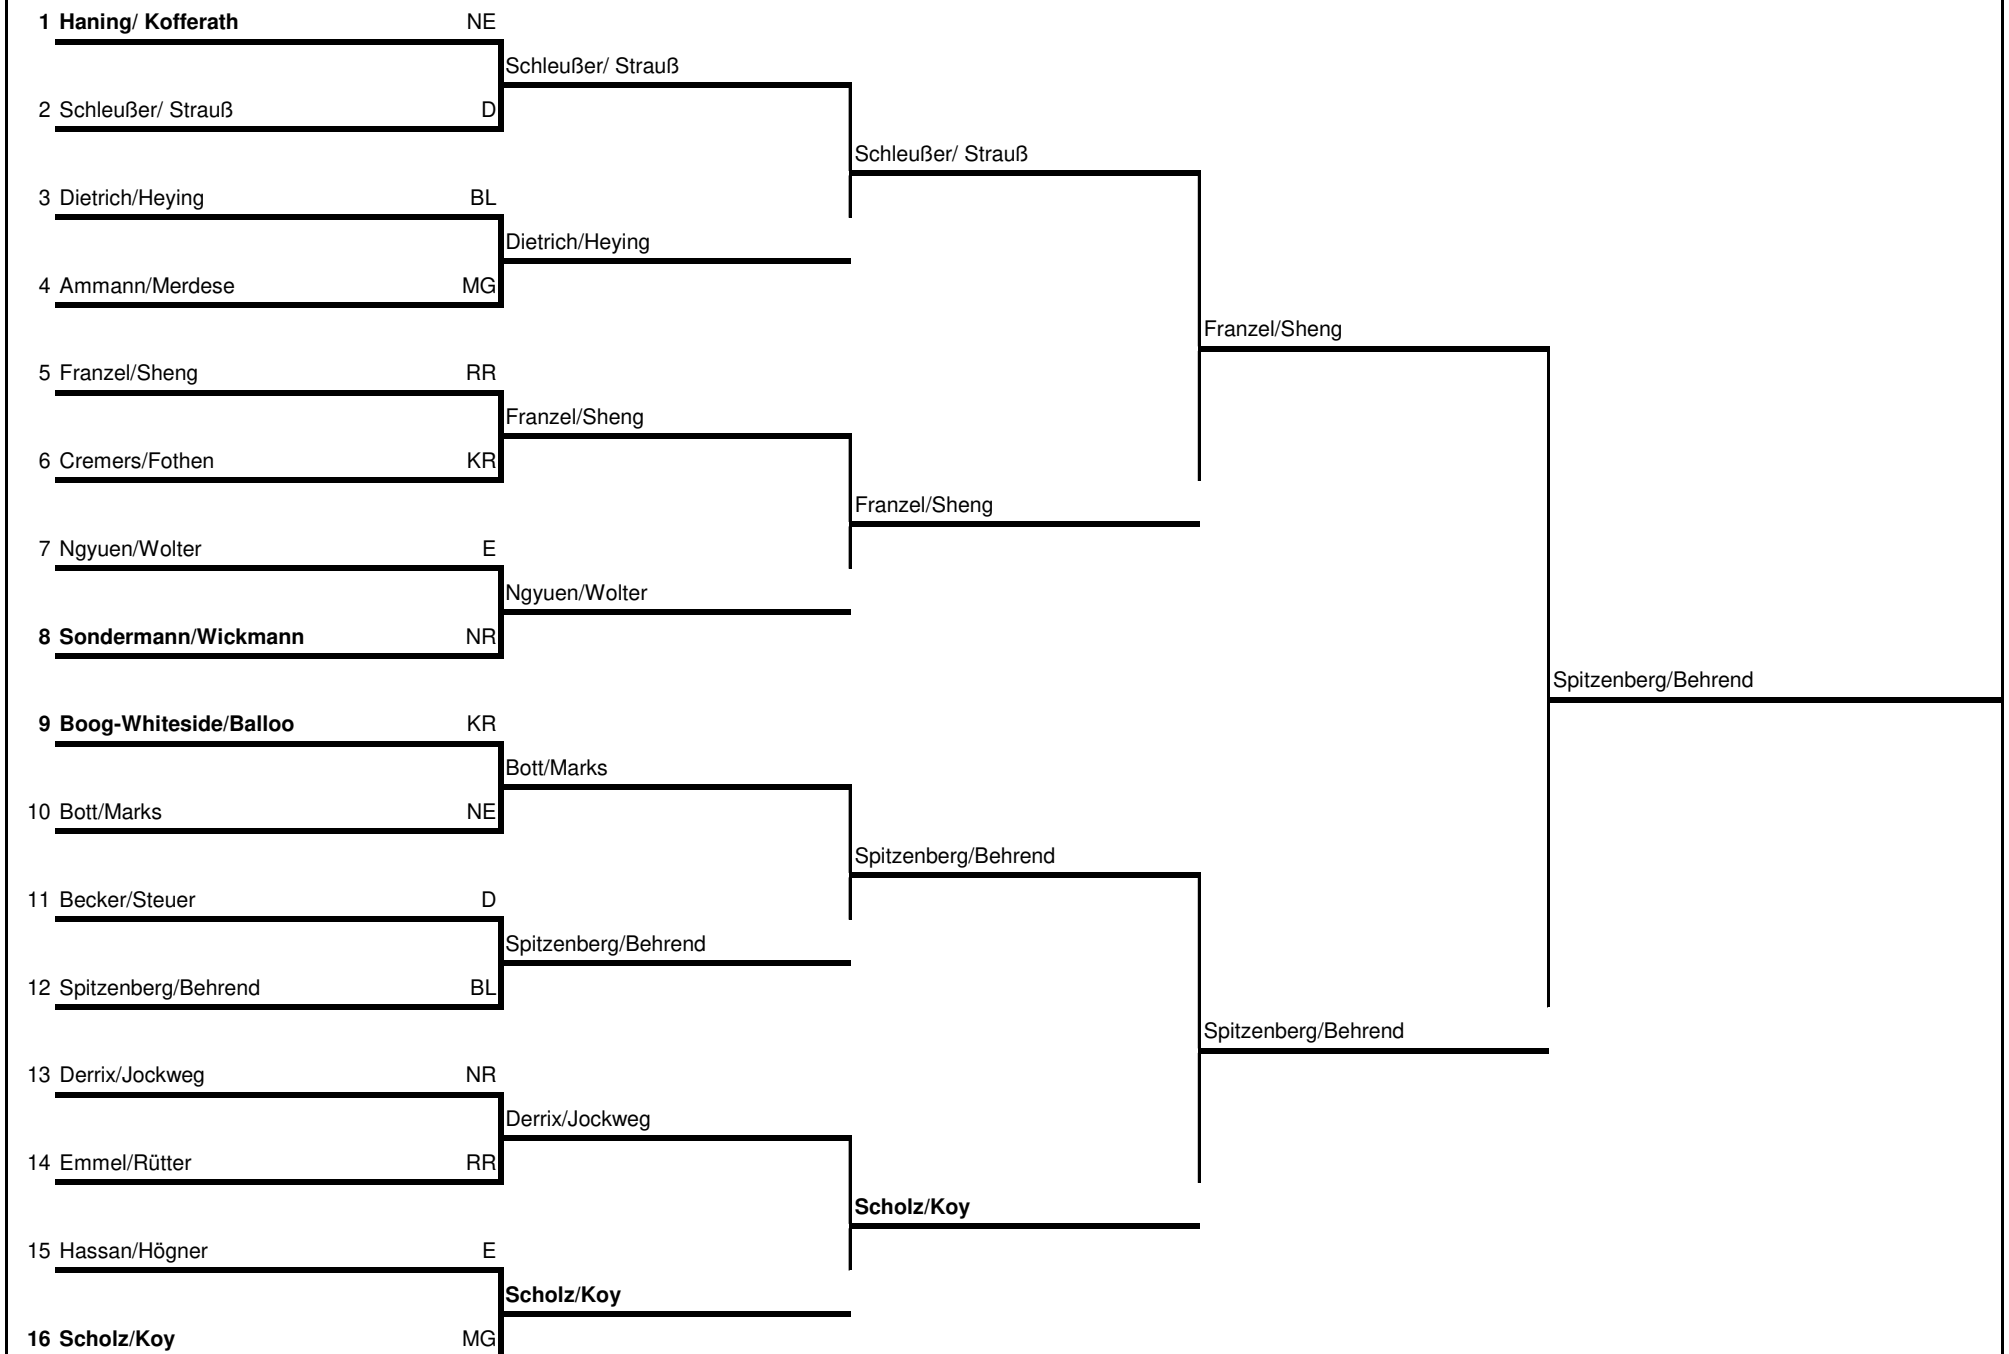 1 Haning/ Kofferath NE
Schleußer/ Strauß
2 Schleußer/ Strauß D
Schleußer/ Strauß
3 Dietrich/Heying BL
Dietrich/Heying
4 Ammann/Merdese MG
Franzel/Sheng
5 Franzel/Sheng RR
Franzel/Sheng
6 Cremers/Fothen KR
Franzel/Sheng
7 Ngyuen/Wolter E
Ngyuen/Wolter
8 Sondermann/Wickmann NR
Spitzenberg/Behrend
9 Boog-Whiteside/Balloo KR
Bott/Marks
10 Bott/Marks NE
Spitzenberg/Behrend
11 Becker/Steuer D
Spitzenberg/Behrend
12 Spitzenberg/Behrend BL
Spitzenberg/Behrend
13 Derrix/Jockweg NR
Derrix/Jockweg
14 Emmel/Rütter RR
Scholz/Koy
15 Hassan/Högner E
Scholz/Koy
16 Scholz/Koy MG